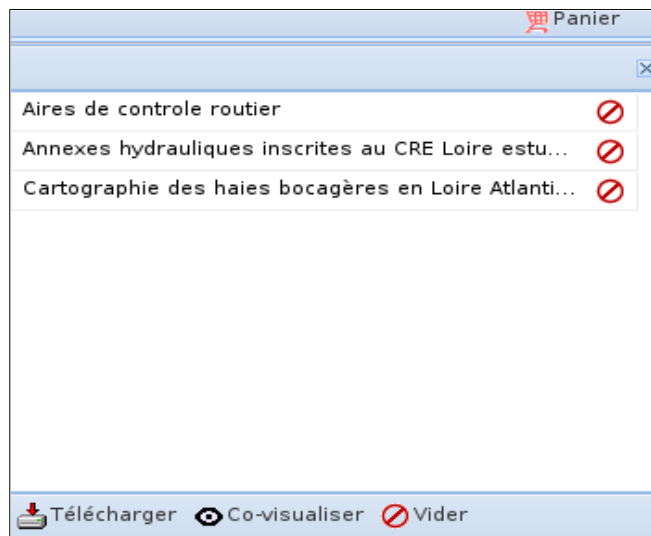 Panier
Aires de controle routier
Annexes hydrauliques inscrites au CRE Loire estu...
Cartographie des haies bocagères en Loire Atlanti...
Télécharger Co-visualiser Vider